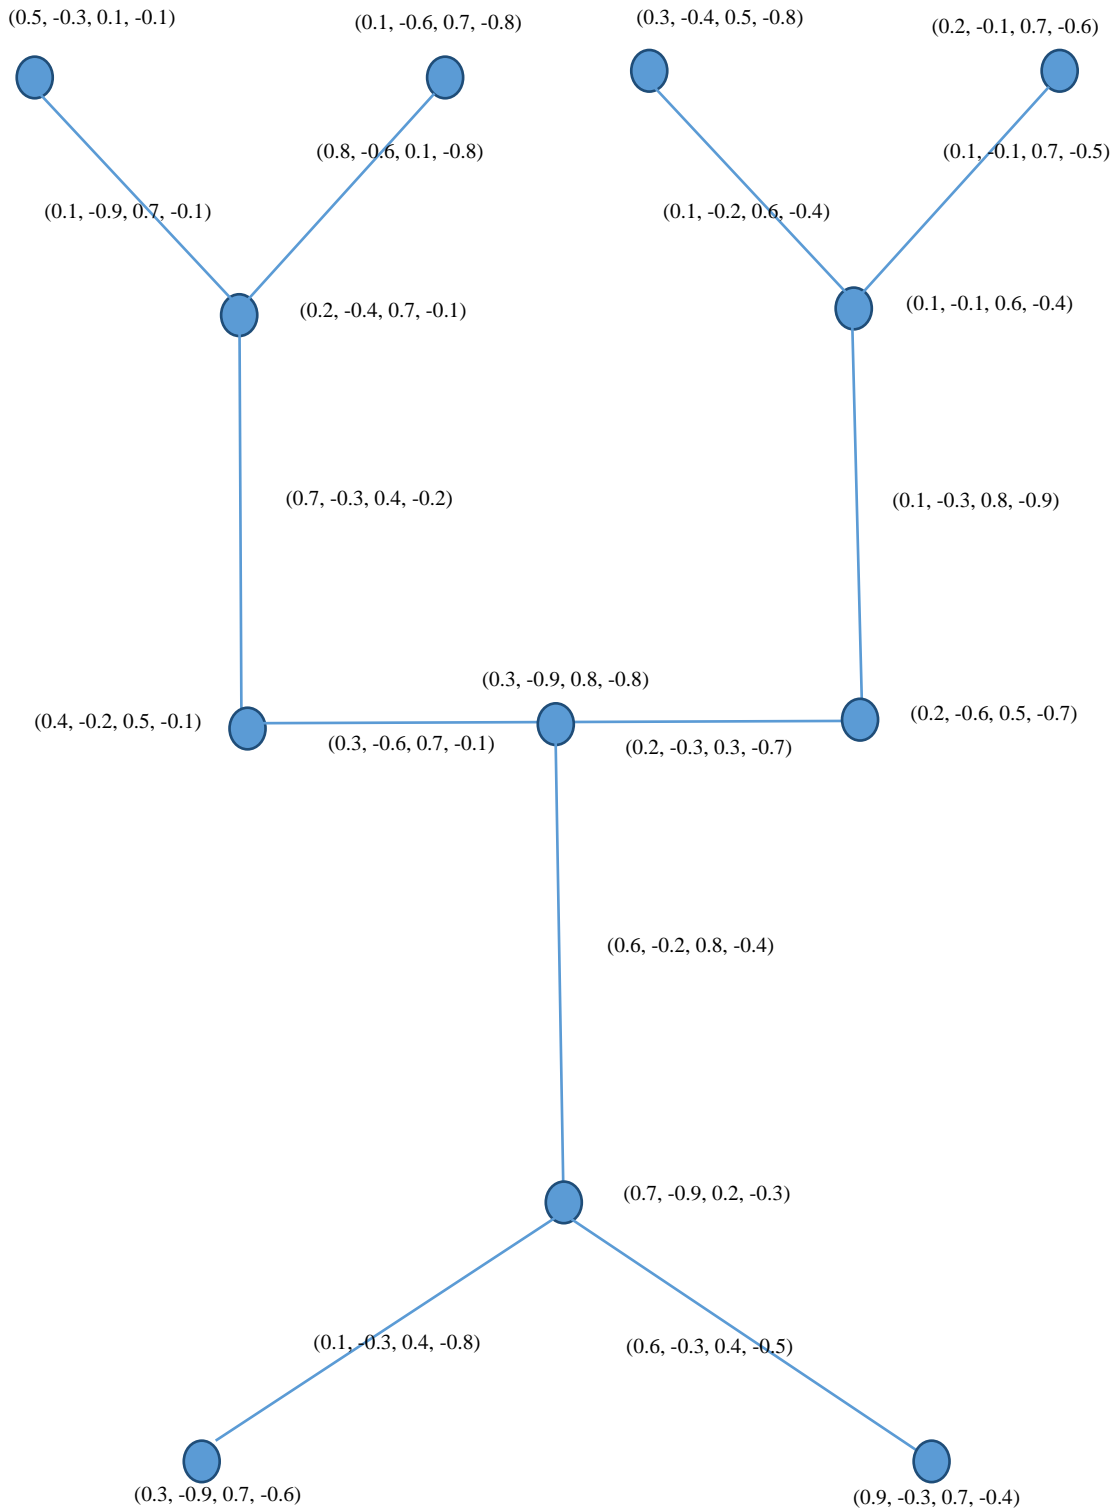 (0.5, -0.3, 0.1, -0.1)
(0.1, -0.6, 0.7, -0.8)
(0.3, -0.4, 0.5, -0.8)
(0.2, -0.1, 0.7, -0.6)
(0.8, -0.6, 0.1, -0.8)
(0.1, -0.1, 0.7, -0.5)
(0.1, -0.9, 0.7, -0.1)
(0.1, -0.2, 0.6, -0.4)
(0.2, -0.4, 0.7, -0.1)
(0.1, -0.1, 0.6, -0.4)
(0.7, -0.3, 0.4, -0.2)
(0.1, -0.3, 0.8, -0.9)
(0.3, -0.9, 0.8, -0.8)
(0.4, -0.2, 0.5, -0.1)
(0.2, -0.6, 0.5, -0.7)
(0.3, -0.6, 0.7, -0.1)
(0.2, -0.3, 0.3, -0.7)
(0.6, -0.2, 0.8, -0.4)
(0.7, -0.9, 0.2, -0.3)
(0.1, -0.3, 0.4, -0.8)
(0.6, -0.3, 0.4, -0.5)
(0.3, -0.9, 0.7, -0.6)
(0.9, -0.3, 0.7, -0.4)